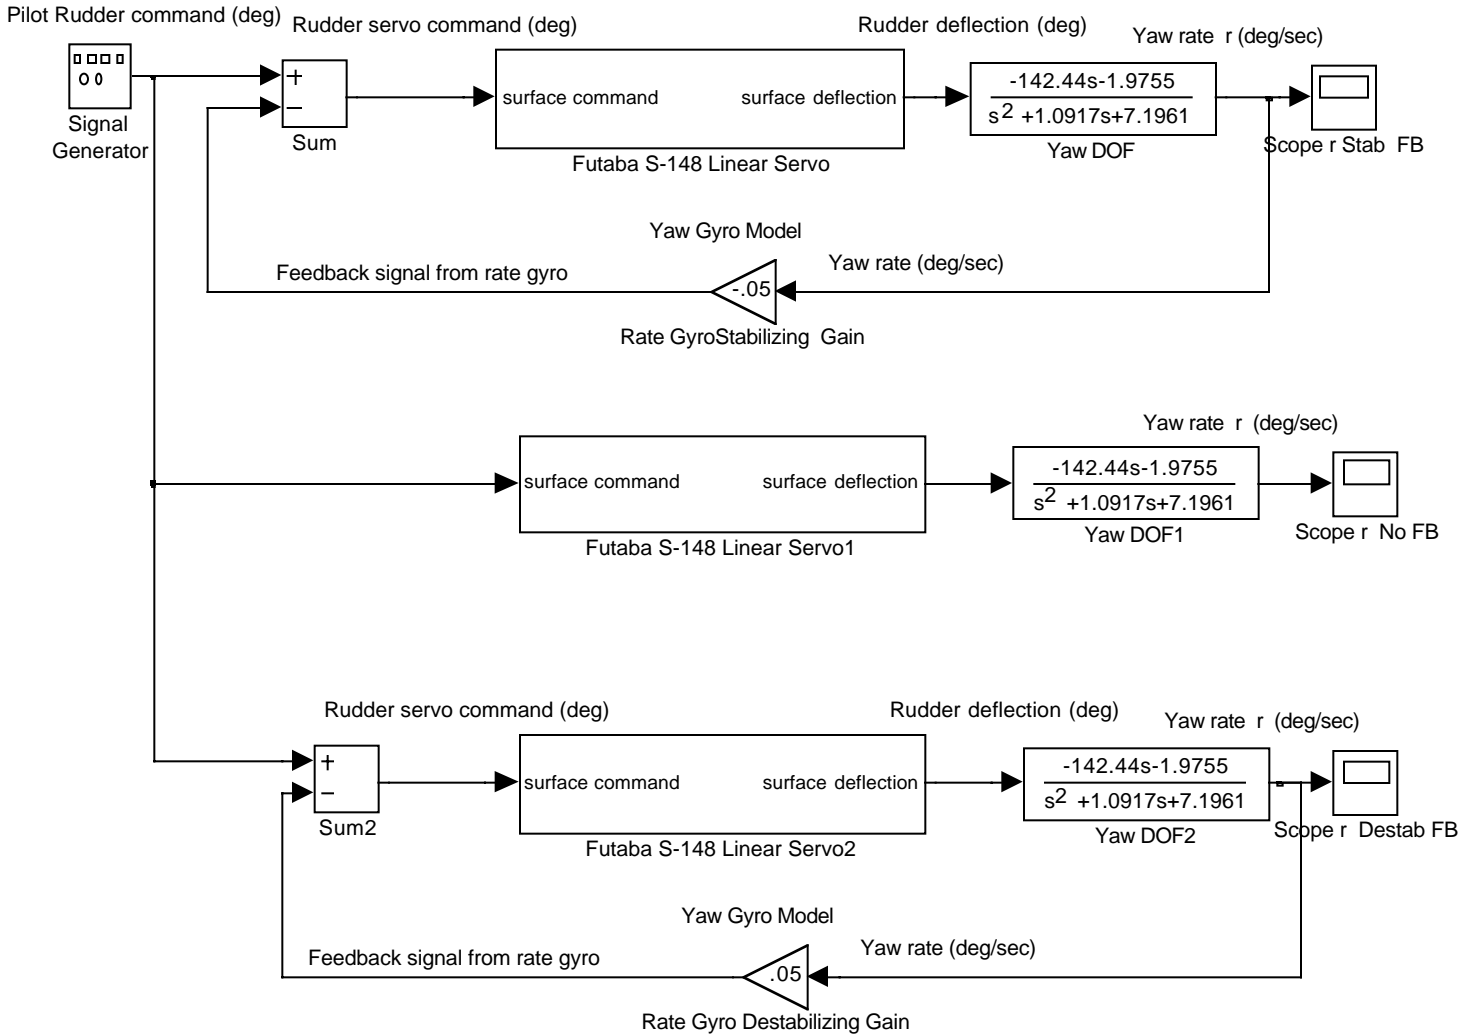 Pilot Rudder command (deg)
Rudder servo command (deg)
Rudder deflection (deg)
Yaw rate r (deg/sec)
+
−
surface command
surface deflection
-142.44s-1.9755
s2 +1.0917s+7.1961
Signal
Generator
Sum
Futaba S-148 Linear Servo
Yaw DOF
Scope r Stab FB
Yaw Gyro Model
Feedback signal from rate gyro
-.05
Yaw rate (deg/sec)
Rate GyroStabilizing Gain
Yaw rate r (deg/sec)
surface command
surface deflection
-142.44s-1.9755
s2 +1.0917s+7.1961
Futaba S-148 Linear Servo1
Yaw DOF1
Scope r No FB
Rudder servo command (deg)
Rudder deflection (deg)
Yaw rate r (deg/sec)
+
−
surface command
surface deflection
-142.44s-1.9755
s2 +1.0917s+7.1961
Sum2
Futaba S-148 Linear Servo2
Yaw DOF2
Scope r Destab FB
Yaw Gyro Model
Feedback signal from rate gyro
.05
Yaw rate (deg/sec)
Rate Gyro Destabilizing Gain